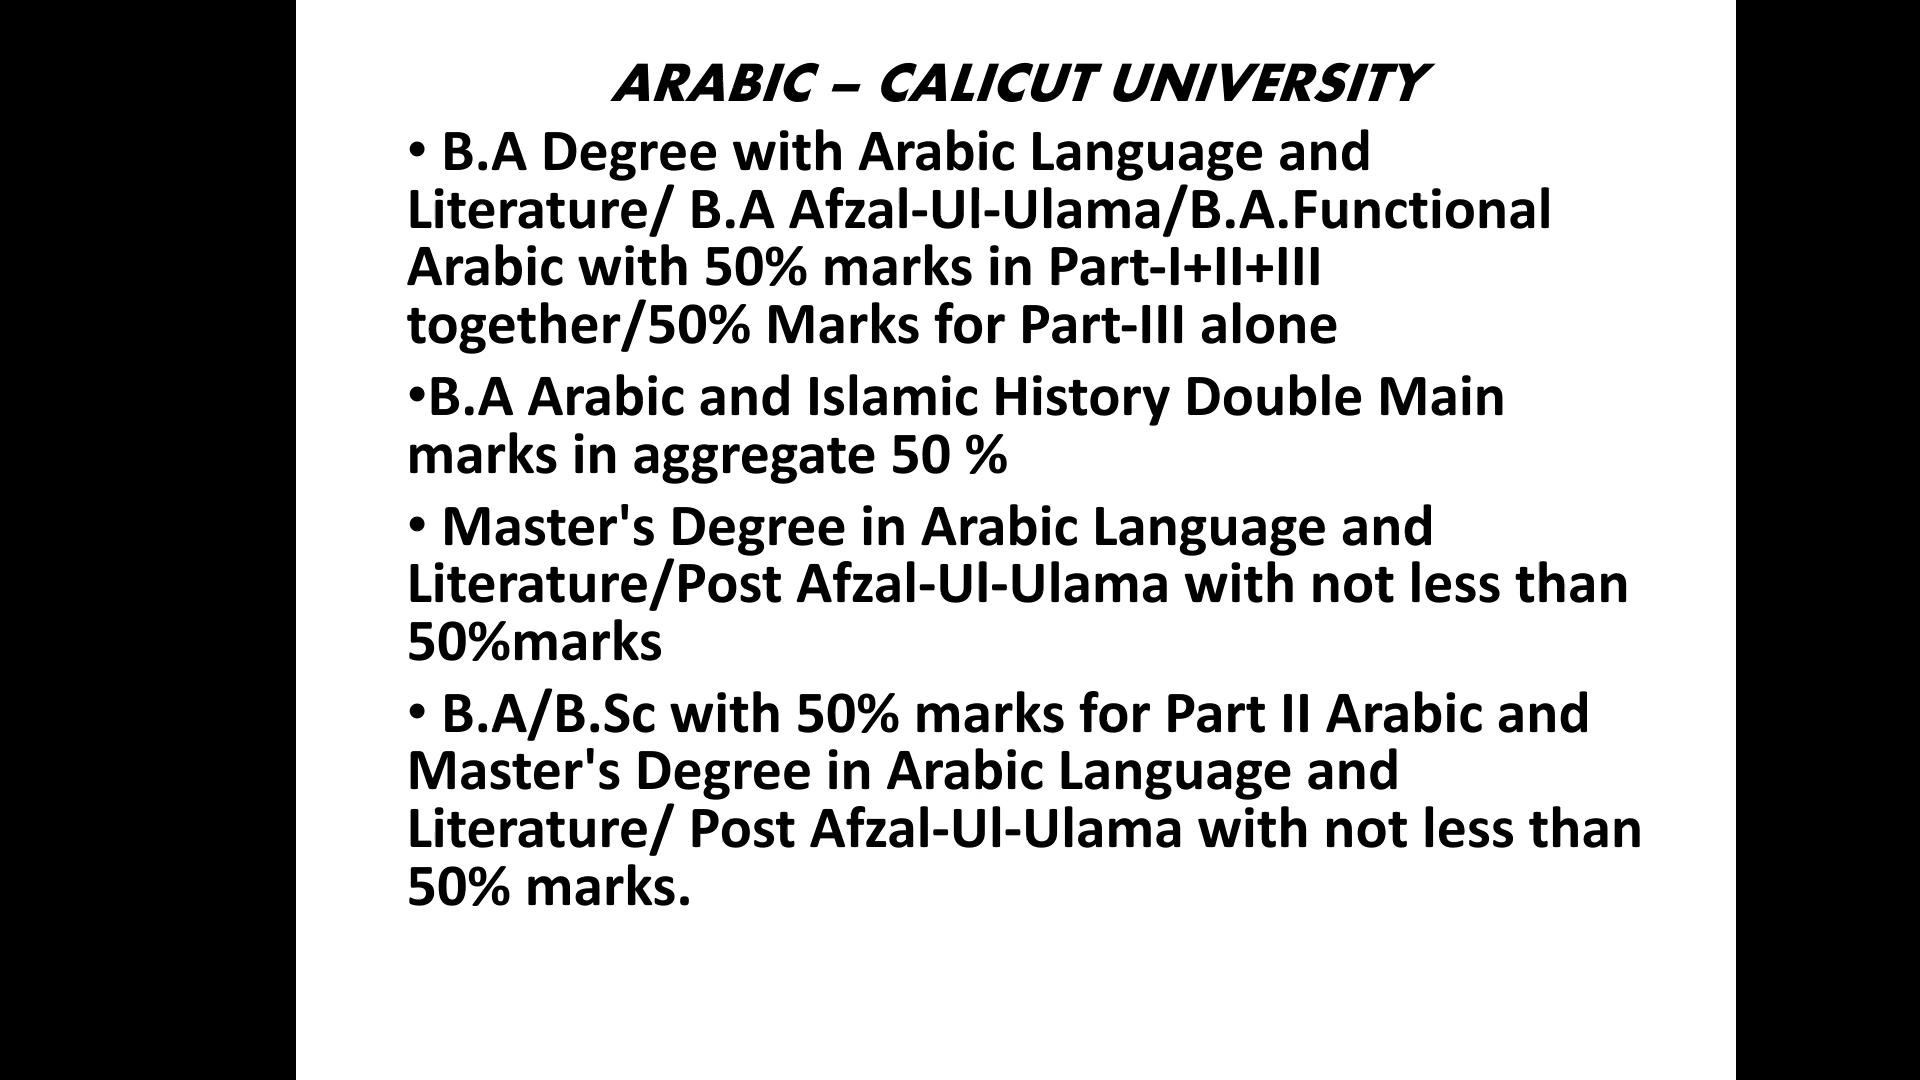 ARABIC – CALICUT UNIVERSITY
• B.A Degree with Arabic Language and
Literature/ B.A Afzal-Ul-Ulama/B.A.Functional
Arabic with 50% marks in Part-I+II+III
together/50% Marks for Part-III alone
•B.A Arabic and Islamic History Double Main
marks in aggregate 50 %
• Master's Degree in Arabic Language and
Literature/Post Afzal-Ul-Ulama with not less than
50%marks
• B.A/B.Sc with 50% marks for Part II Arabic and
Master's Degree in Arabic Language and
Literature/ Post Afzal-Ul-Ulama with not less than
50% marks.